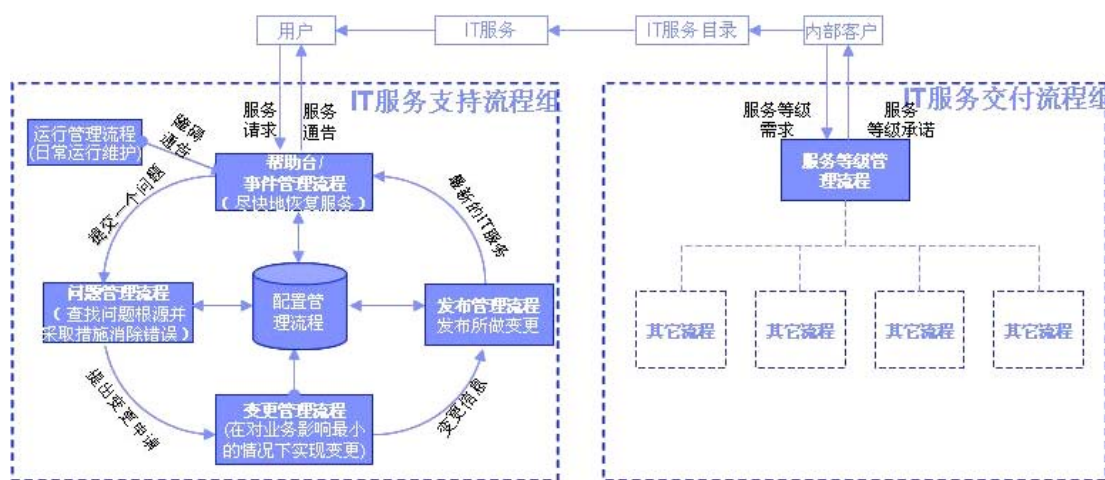 用户
IT服务
IT服务目录
内部客户
IT服务支持流程组
IT服务交付流程组
服务
请求
服务
通告
服务等级
需求
服务
等级承诺
运行管理流程
(日常运行维护)
障碍
通告
帮助台/
事件管理流程
（尽快地恢复服务）
服务等级管
理流程
提交一个问题
最新的IT服务
问题管理流程
（查找问题根源并
采取措施消除错误）
配置管
理流程
发布管理流程
发布所做变更
其它流程
其它流程
其它流程
其它流程
提出变更申请
变更信息
变更管理流程
(在对业务影响最小
的情况下实现变更)